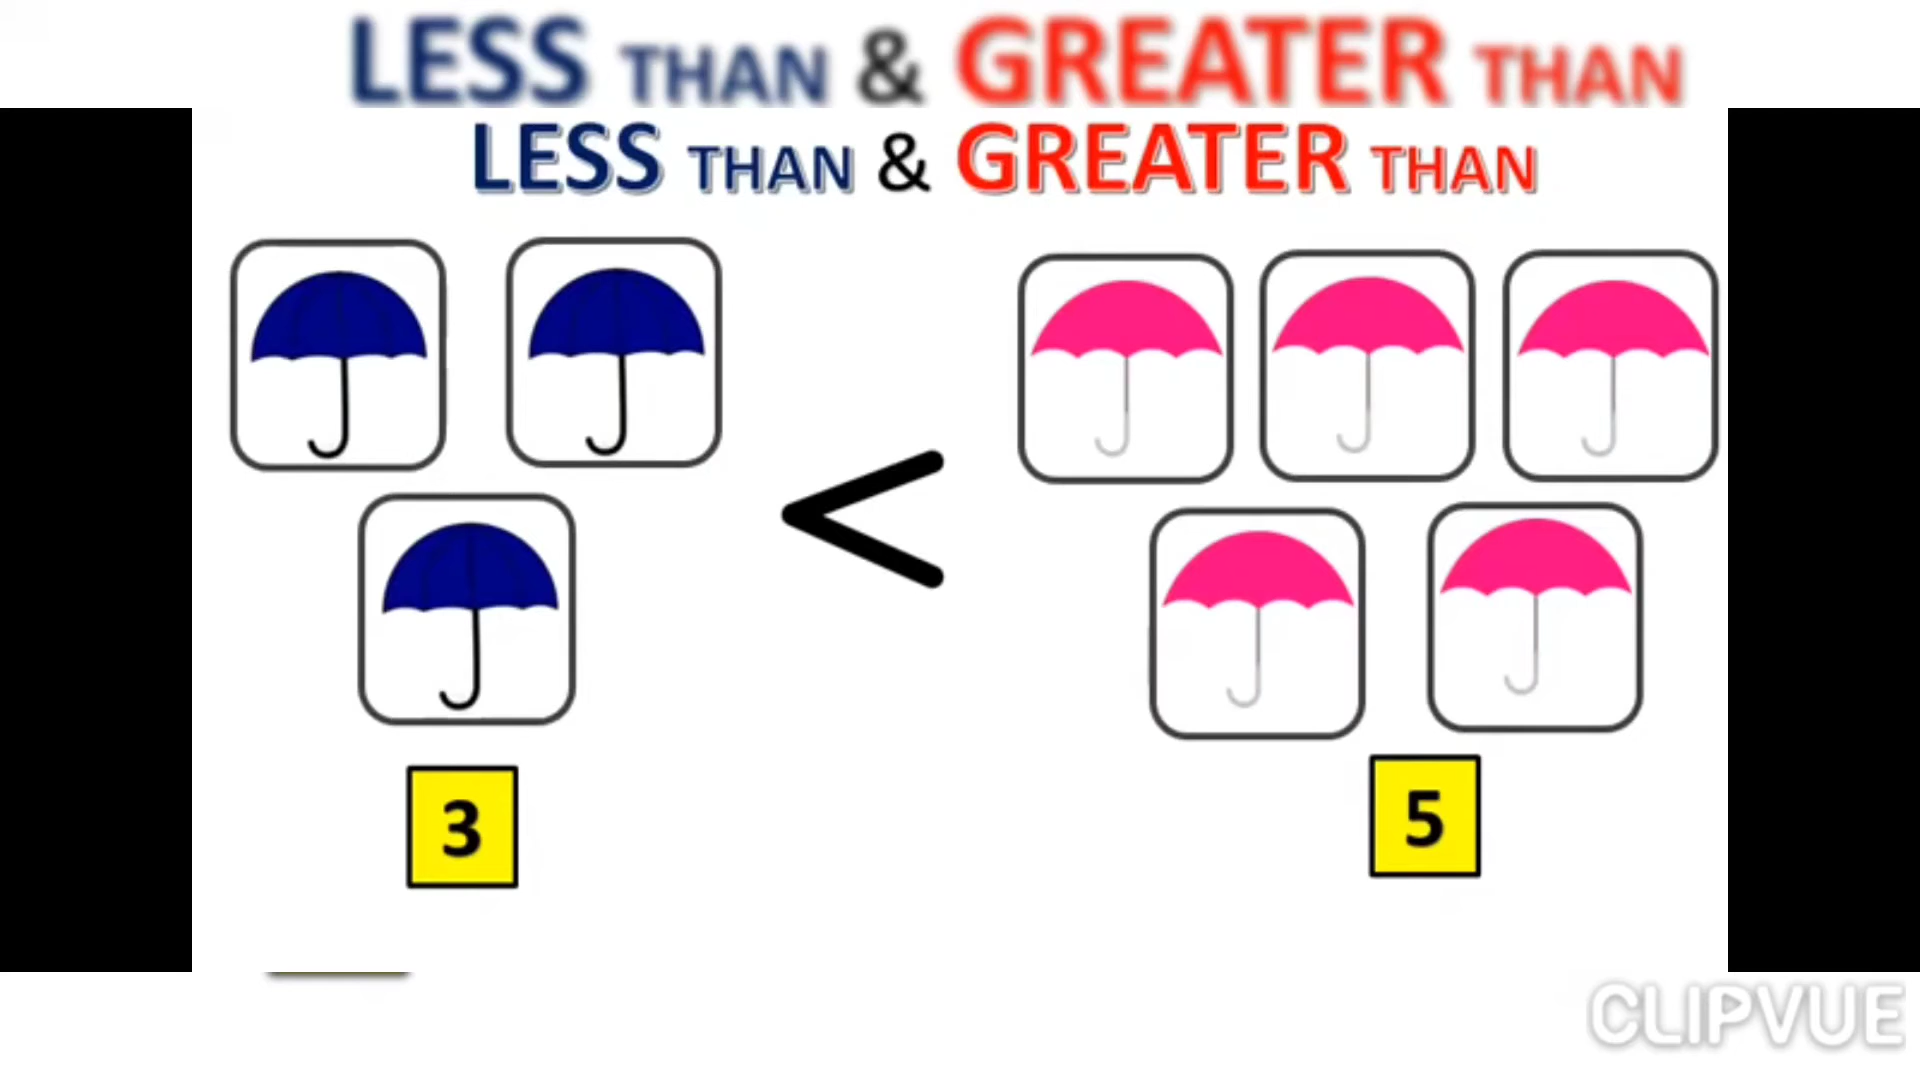 LESS THAN & GREATER THAN
LESS THAN & GREATER THAN
<
3
5
CLIPVUE